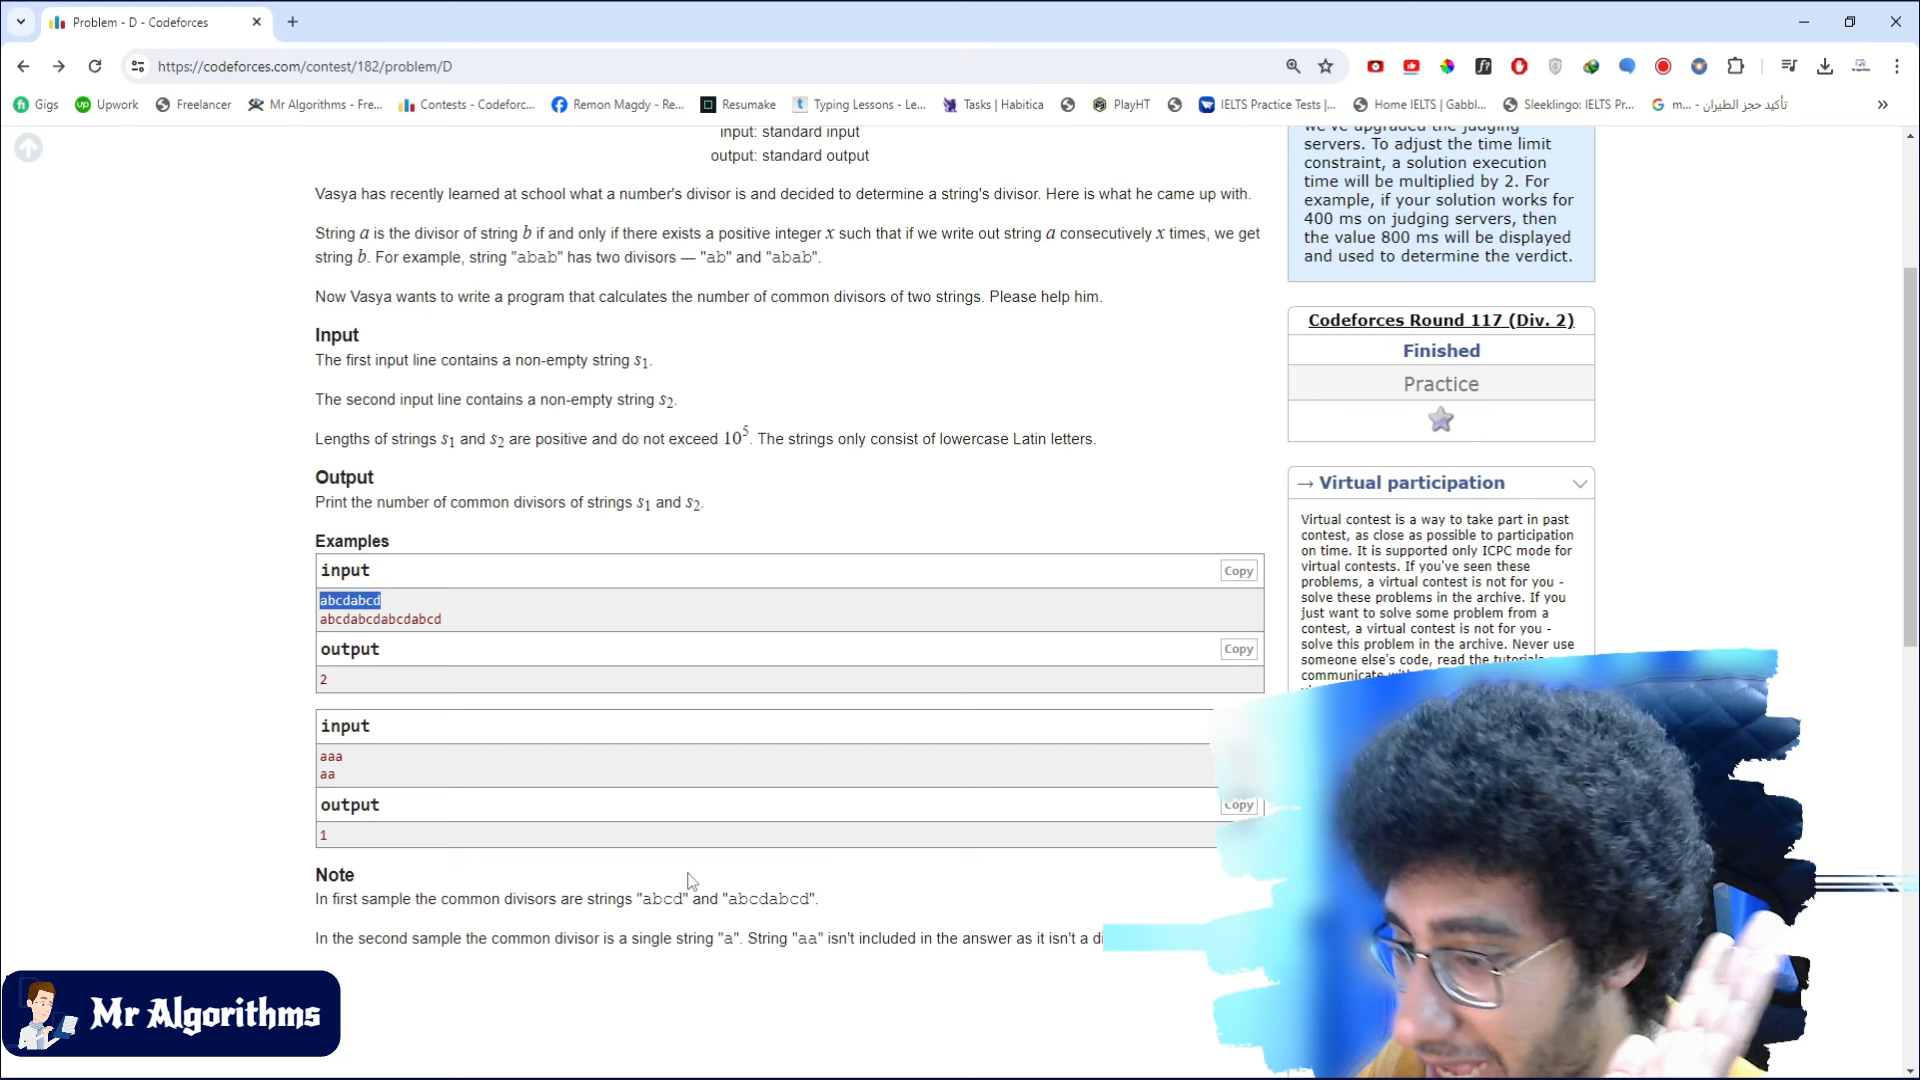 Problem - D - Codeforces
https://codeforces.com/contest/182/problem/D
Gigs
Upwork
Freelancer
Mr Algorithms - Fre...
Contests - Codeforc...
Remon Magdy - Re...
Resumake
Typing Lessons - Le...
Tasks | Habitica
PlayHT
IELTS Practice Tests |...
Home IELTS | Gabbl...
Sleeklingo: IELTS Pr...
تأكيد حجز الطيران - m...
input: standard input
output: standard output
Vasya has recently learned at school what a number's divisor is and decided to determine a string's divisor. Here is what he came up with.
String a is the divisor of string b if and only if there exists a positive integer x such that if we write out string a consecutively x times, we get
string b. For example, string "abab" has two divisors — "ab" and "abab".
Now Vasya wants to write a program that calculates the number of common divisors of two strings. Please help him.
Input
The first input line contains a non-empty string s1.
The second input line contains a non-empty string s2.
Lengths of strings s1 and s2 are positive and do not exceed 10^5. The strings only consist of lowercase Latin letters.
Output
Print the number of common divisors of strings s1 and s2.
Examples
input
Copy
abcdabcd
abcdabcdabcdabcd
output
Copy
2
input
aaa
aa
output
Copy
1
Note
In first sample the common divisors are strings "abcd" and "abcdabcd".
In the second sample the common divisor is a single string "a". String "aa" isn't included in the answer as it isn't a di
we've upgraded the judging
servers. To adjust the time limit
constraint, a solution execution
time will be multiplied by 2. For
example, if your solution works for
400 ms on judging servers, then
the value 800 ms will be displayed
and used to determine the verdict.
Codeforces Round 117 (Div. 2)
Finished
Practice
→ Virtual participation
Virtual contest is a way to take part in past
contest, as close as possible to participation
on time. It is supported only ICPC mode for
virtual contests. If you've seen these
problems, a virtual contest is not for you -
solve these problems in the archive. If you
just want to solve some problem from a
contest, a virtual contest is not for you -
solve this problem in the archive. Never use
someone else's code, read the tutorials
communicate
Mr Algorithms